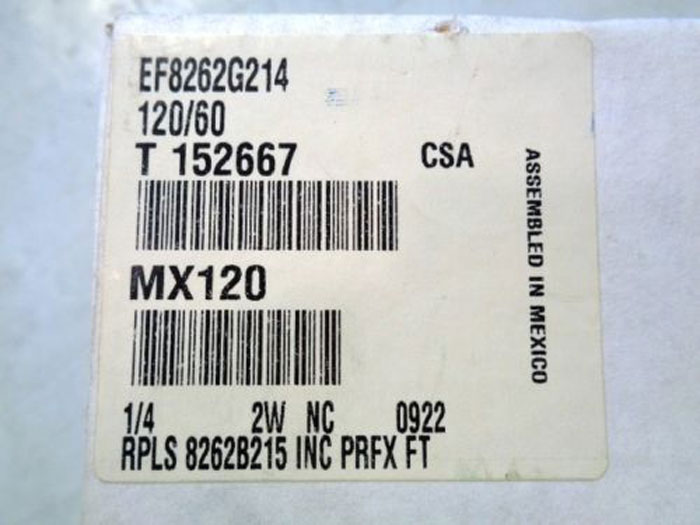 EF8262G214
120/60
T 152667 CSA
MX120
1/4 2W NC 0922
RPLS 8262B215 INC PRFX FT
ASSEMBLED IN MEXICO